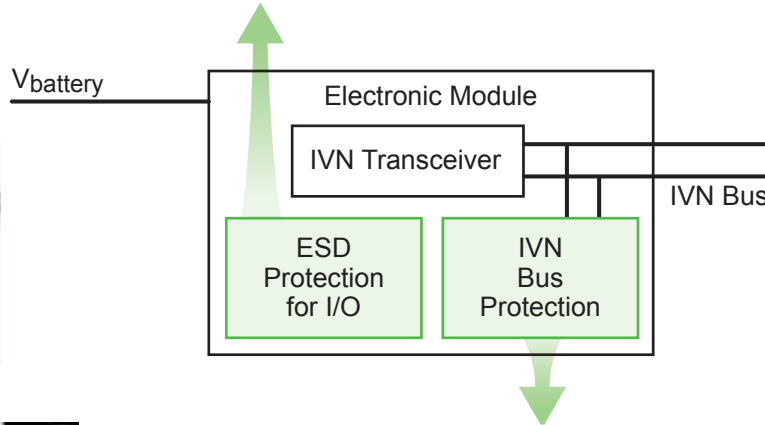 Vbattery
Electronic Module
IVN Transceiver
IVN Bus
ESD
Protection
for I/O
IVN
Bus
Protection